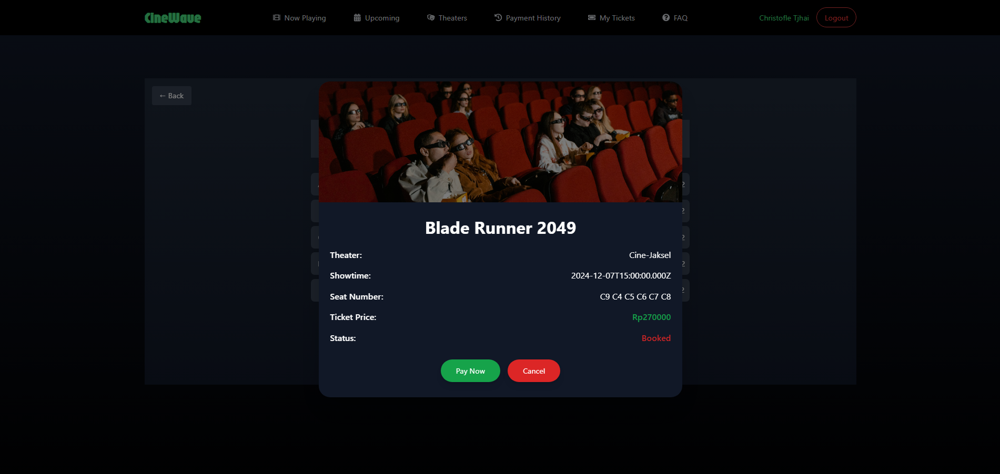 CineWave
Now Playing
Upcoming
Theaters
Payment History
My Tickets
FAQ
Christofle Tjhai
Logout
← Back
Blade Runner 2049
Theater: Cine-Jaksel
Showtime: 2024-12-07T15:00:00.000Z
Seat Number: C9 C4 C5 C6 C7 C8
Ticket Price: Rp270000
Status: Booked
Pay Now
Cancel